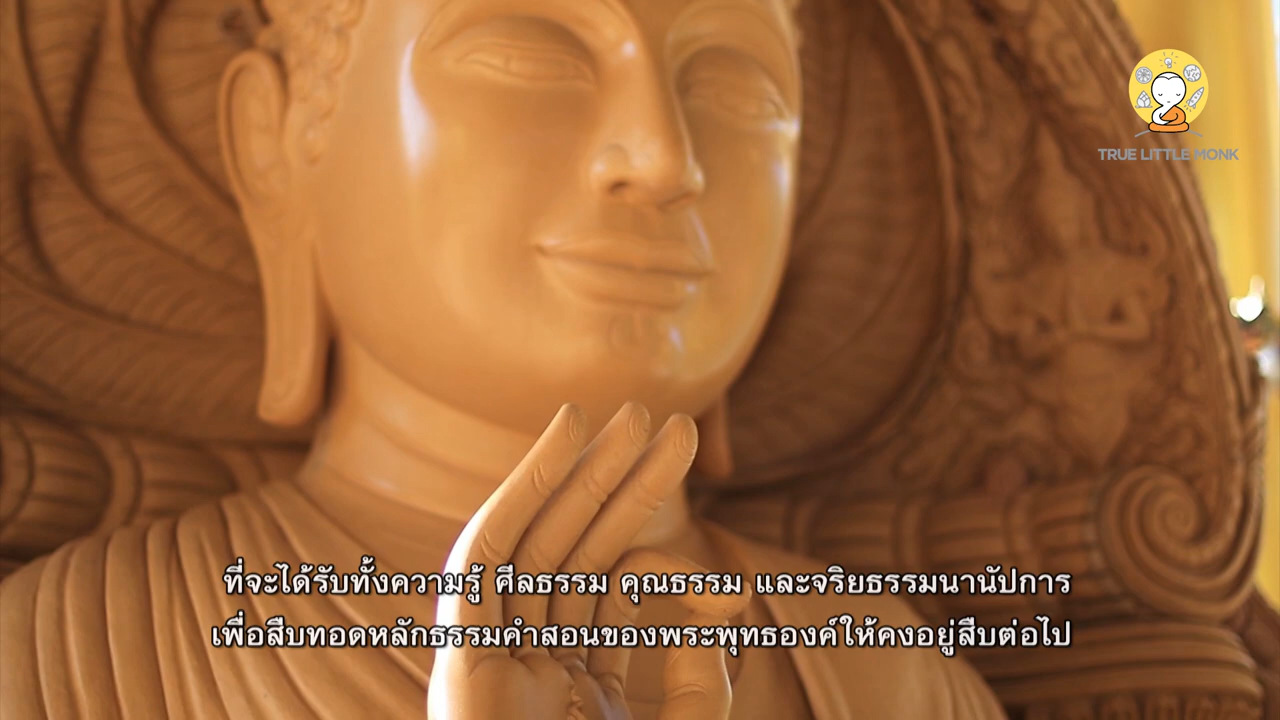 TRUE LITTLE MONK
ที่จะได้รับทั้งความรู้ ศีลธรรม คุณธรรม และจริยธรรมนานัปการ
เพื่อสืบทอดหลักธรรมคำสอนของพระพุทธองค์ให้คงอยู่สืบต่อไป